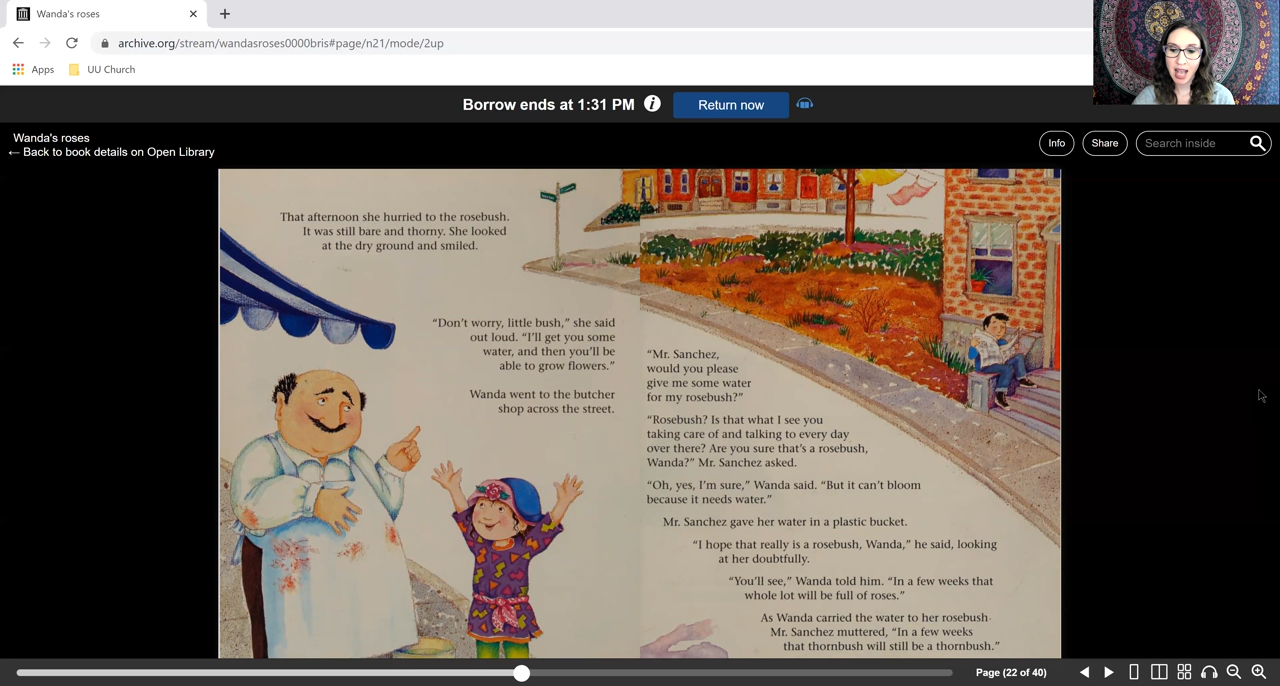 Wanda's roses
archive.org/stream/wandasroses0000bris#page/n21/mode/2up
Apps
UU Church
Borrow ends at 1:31 PM
Return now
Wanda's roses
← Back to book details on Open Library
Info
Share
Search inside
That afternoon she hurried to the rosebush.
It was still bare and thorny. She looked
at the dry ground and smiled.
“Don’t worry, little bush,” she said
out loud. “I’ll get you some
water, and then you’ll be
able to grow flowers.”
Wanda went to the butcher
shop across the street.
“Mr. Sanchez,
would you please
give me some water
for my rosebush?”
“Rosebush? Is that what I see you
taking care of and talking to every day
over there? Are you sure that’s a rosebush,
Wanda?” Mr. Sanchez asked.
“Oh, yes, I’m sure,” Wanda said. “But it can’t bloom
because it needs water.”
Mr. Sanchez gave her water in a plastic bucket.
“I hope that really is a rosebush, Wanda,” he said, looking
at her doubtfully.
“You’ll see,” Wanda told him. “In a few weeks that
whole lot will be full of roses.”
As Wanda carried the water to her rosebush
Mr. Sanchez muttered, “In a few weeks
that thornbush will still be a thornbush.”
Page (22 of 40)